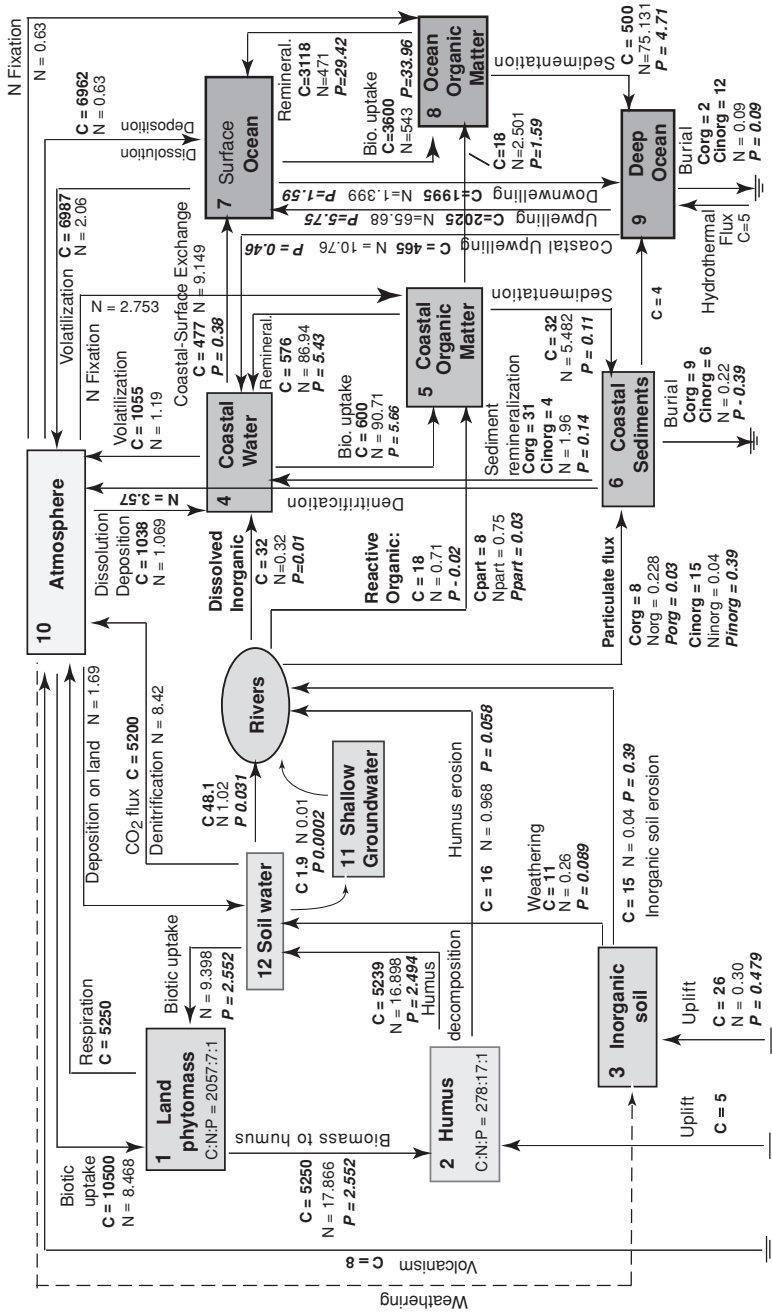 Weathering
Volcanism
C = 8
Biotic
uptake
C = 10500
N = 8.468
1 Land
phytomass
C:N:P = 2057:7:1
Respiration
C = 5250
Biotic uptake
N = 9.398
P = 2.552
Biomass to humus
C = 5250
N = 17.866
P = 2.552
2 Humus
C:N:P = 278:17:1
Uplift
C = 5
C = 5239
N = 16.898
P = 2.494
Humus
decomposition
3 Inorganic
soil
Uplift
C = 26
N = 0.30
P = 0.479
Weathering
C = 11
N = 0.26
P = 0.089
Humus erosion
C = 16 N = 0.968 P = 0.058
C = 15 N = 0.04 P = 0.39
Inorganic soil erosion
12 Soil water
Deposition on land N = 1.69
CO2 flux C = 5200
Denitrification N = 8.42
C 48.1
N 1.02
P 0.031
C 1.9 N 0.01
P 0.0002
11 Shallow
Groundwater
Rivers
10 Atmosphere
Dissolution
Deposition
C = 1038
N = 1.069
N = 3.57
Denitrification
Volatilization
C = 1055
N = 1.19
N Fixation
N = 2.753
Volatilization
C = 6987
N = 2.06
Dissolution
Deposition
C = 6962
N = 0.63
N Fixation
N = 0.63
Dissolved
Inorganic
C = 32
N=0.32
P=0.01
4 Coastal
Water
Coastal-Surface Exchange
C = 477 N = 9.149
P = 0.38
Bio. uptake
C = 600
N = 90.71
P = 5.66
Remineral.
C = 576
N = 86.94
P = 5.43
Reactive
Organic:
C = 18
N = 0.71
P - 0.02
Cpart = 8
Npart = 0.75
Ppart = 0.03
5 Coastal
Organic
Matter
Sediment
remineralization
Corg = 31
Cinorg = 4
N = 1.96
P = 0.14
Sedimentation
C = 32
N = 5.482
P = 0.11
Particulate flux
Corg = 8
Norg = 0.228
Porg = 0.03
Cinorg = 15
Ninorg = 0.04
Pinorg = 0.39
6 Coastal
Sediments
Burial
Corg = 9
Cinorg = 6
N = 0.22
P - 0.39
C = 4
7 Surface
Ocean
Remineral.
C=3118
N=471
P=29.42
Bio. uptake
C=3600
N=543
P=33.96
8 Ocean
Organic
Matter
C=18
N=2.501
P=1.59
Sedimentation
C = 500
N=75.131
P = 4.71
Coastal Upwelling
C = 465 N = 10.76 P = 0.46
Upwelling
C=2025 N=65.68 P=5.75
Downwelling
C=1995 N=1.399 P=1.59
9 Deep
Ocean
Hydrothermal
Flux
C=5
Burial
Corg = 2
Cinorg = 12
N = 0.09
P = 0.09